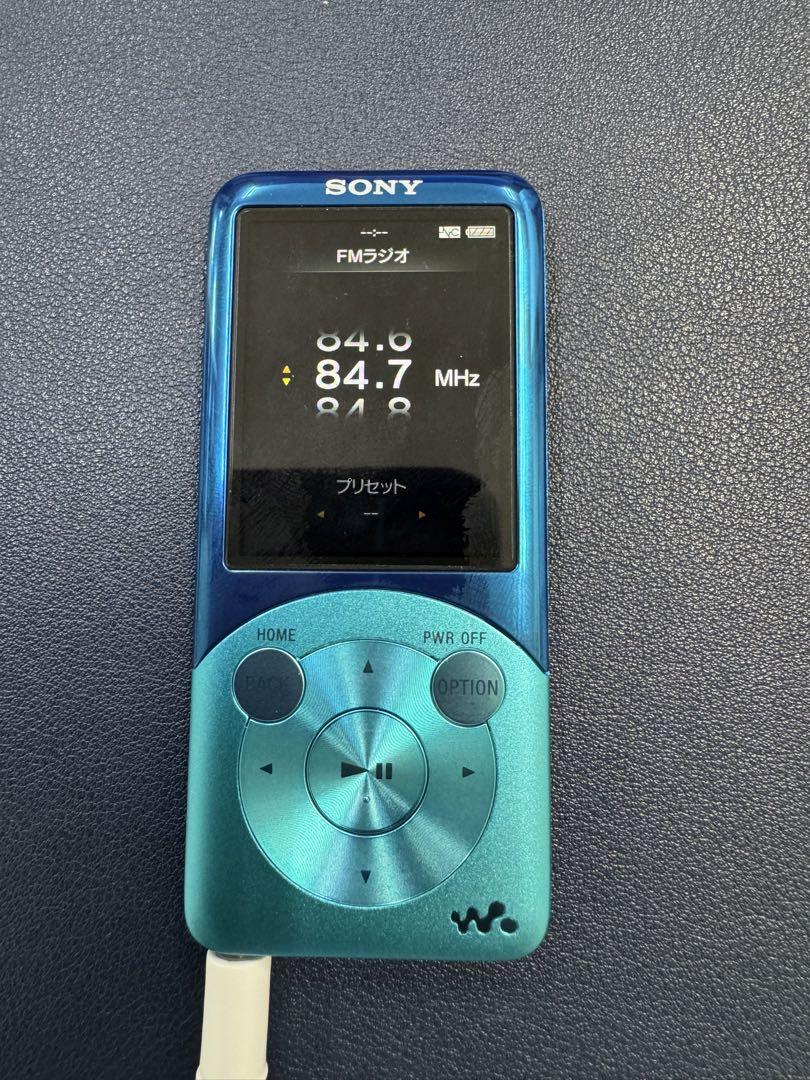 SONY
--:--
VC
FMラジオ
84.6
84.7 MHz
84.8
プリセット
--
HOME
PWR OFF
BACK
OPTION